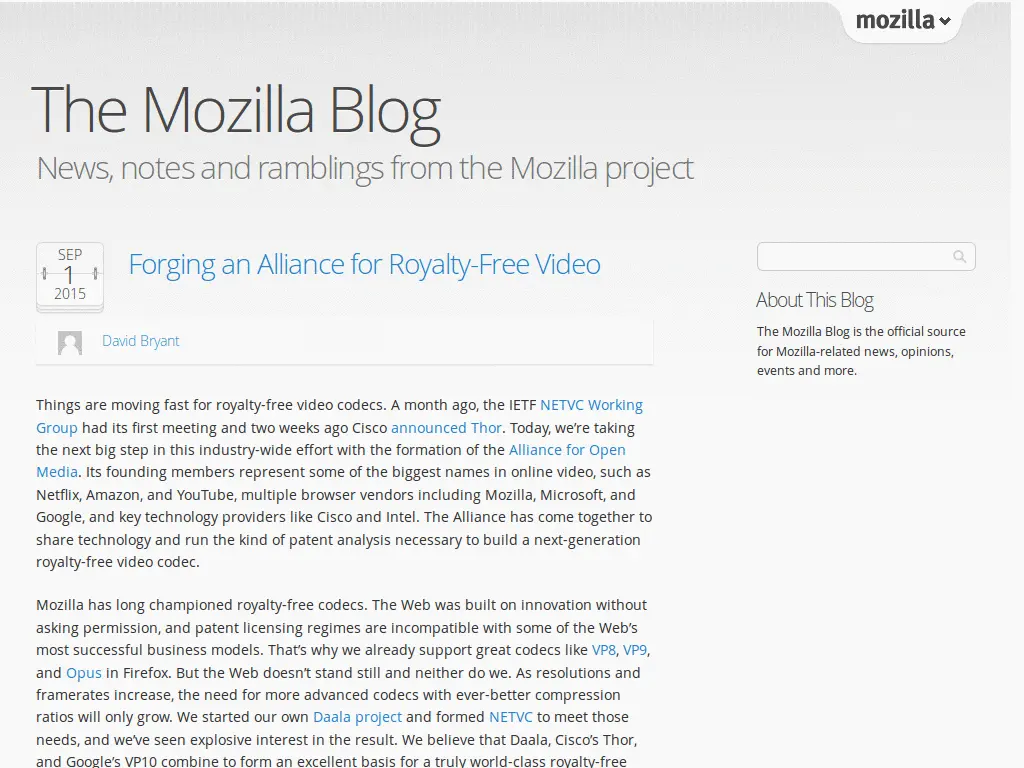 mozilla
The Mozilla Blog
News, notes and ramblings from the Mozilla project
SEP
1
2015
Forging an Alliance for Royalty-Free Video
David Bryant
About This Blog
The Mozilla Blog is the official source
for Mozilla-related news, opinions,
events and more.
Things are moving fast for royalty-free video codecs. A month ago, the IETF NETVC Working
Group had its first meeting and two weeks ago Cisco announced Thor. Today, we’re taking
the next big step in this industry-wide effort with the formation of the Alliance for Open
Media. Its founding members represent some of the biggest names in online video, such as
Netflix, Amazon, and YouTube, multiple browser vendors including Mozilla, Microsoft, and
Google, and key technology providers like Cisco and Intel. The Alliance has come together to
share technology and run the kind of patent analysis necessary to build a next-generation
royalty-free video codec.
Mozilla has long championed royalty-free codecs. The Web was built on innovation without
asking permission, and patent licensing regimes are incompatible with some of the Web’s
most successful business models. That’s why we already support great codecs like VP8, VP9,
and Opus in Firefox. But the Web doesn’t stand still and neither do we. As resolutions and
framerates increase, the need for more advanced codecs with ever-better compression
ratios will only grow. We started our own Daala project and formed NETVC to meet those
needs, and we’ve seen explosive interest in the result. We believe that Daala, Cisco’s Thor,
and Google’s VP10 combine to form an excellent basis for a truly world-class royalty-free